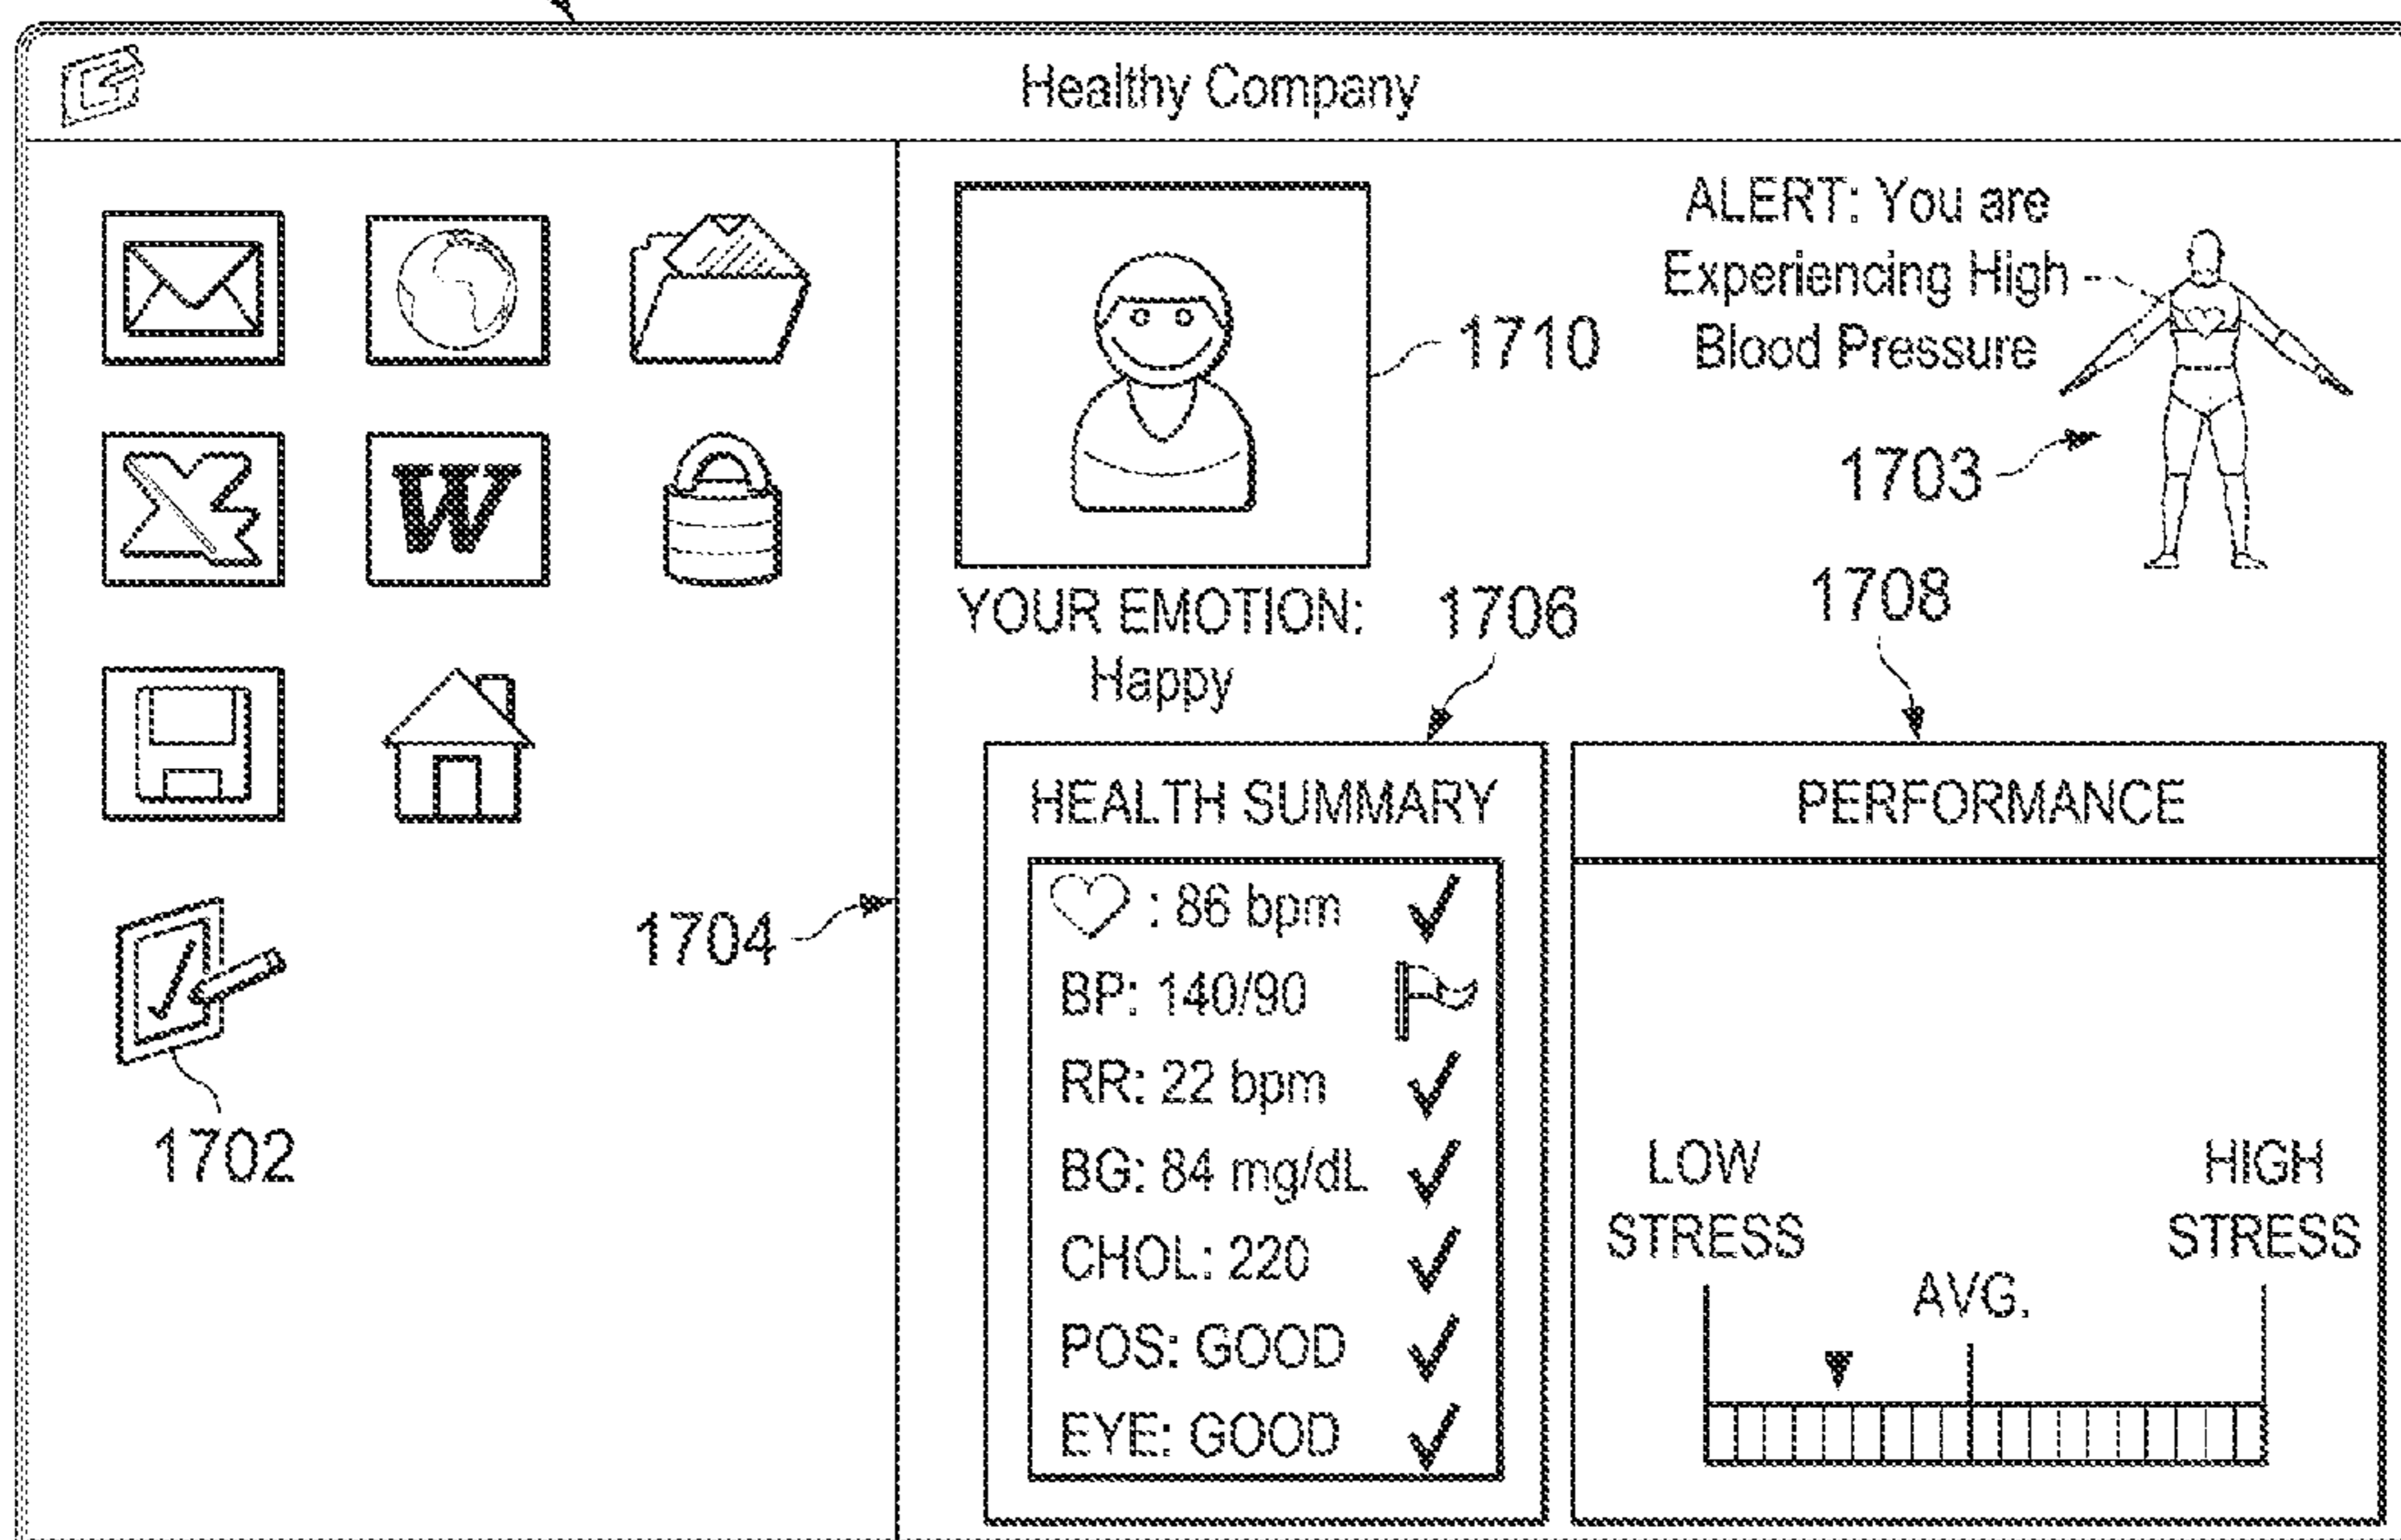 Healthy Company
ALERT: You are
Experiencing High
Blood Pressure
1710
W
1703
YOUR EMOTION:
Happy
1706
1708
HEALTH SUMMARY
: 86 bpm
BP: 140/90
RR: 22 bpm
BG: 84 mg/dL
CHOL: 220
POS: GOOD
EYE: GOOD
PERFORMANCE
LOW
STRESS
HIGH
STRESS
AVG.
1704
1702